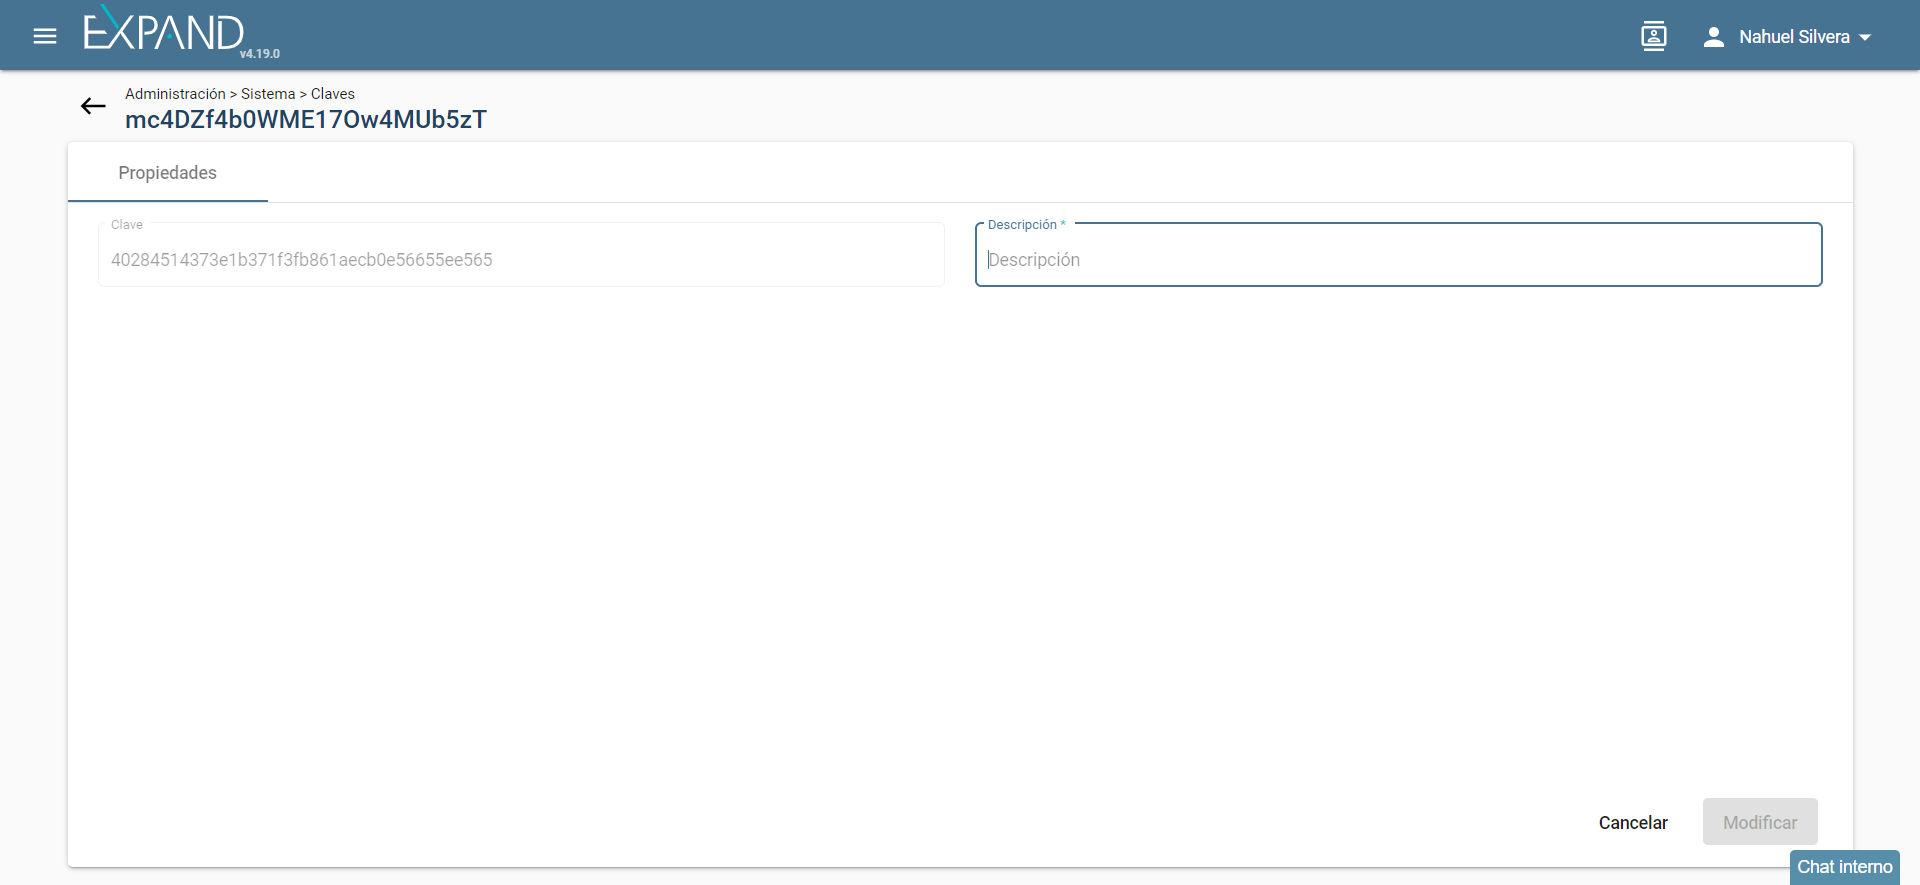 EXPAND
v4.19.0
Nahuel Silvera
Administración > Sistema > Claves
mc4DZf4b0WME17Ow4MUb5zT
Propiedades
Clave
40284514373e1b371f3fb861aecb0e56655ee565
Descripción *
Descripción
Cancelar
Modificar
Chat interno